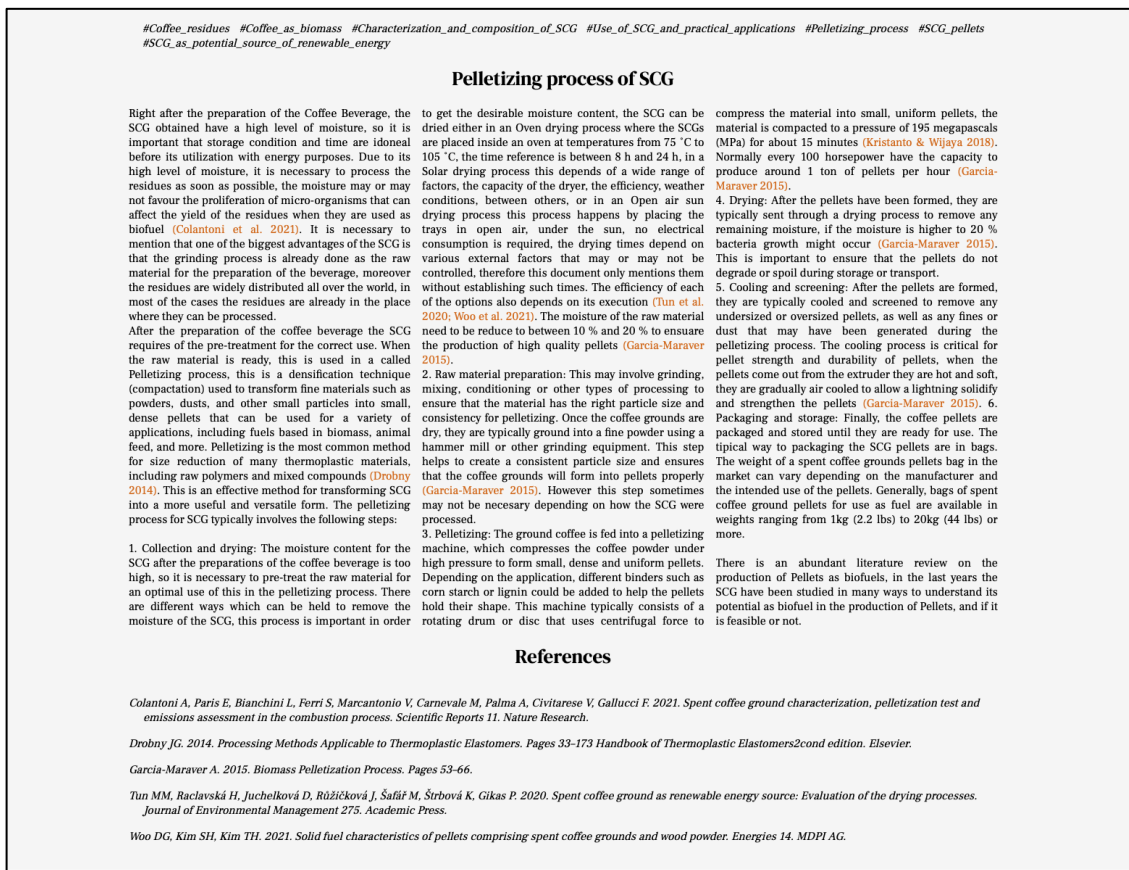 #Coffee_residues #Coffee_as_biomass #Characterization_and_composition_of_SCG #Use_of_SCG_and_practical_applications #Pelletizing_process #SCG_pellets
#SCG_as_potential_source_of_renewable_energy
Pelletizing process of SCG
Right after the preparation of the Coffee Beverage, the
SCG obtained have a high level of moisture, so it is
important that storage condition and time are idoneal
before its utilization with energy purposes. Due to its
high level of moisture, it is necessary to process the
residues as soon as possible, the moisture may or may
not favour the proliferation of micro-organisms that can
affect the yield of the residues when they are used as
biofuel (Colantoni et al. 2021). It is necessary to
mention that one of the biggest advantages of the SCG is
that the grinding process is already done as the raw
material for the preparation of the beverage, moreover
the residues are widely distributed all over the world, in
most of the cases the residues are already in the place
where they can be processed.
After the preparation of the coffee beverage the SCG
requires of the pre-treatment for the correct use. When
the raw material is ready, this is used in a called
Pelletizing process, this is a densification technique
(compactation) used to transform fine materials such as
powders, dusts, and other small particles into small,
dense pellets that can be used for a variety of
applications, including fuels based in biomass, animal
feed, and more. Pelletizing is the most common method
for size reduction of many thermoplastic materials,
including raw polymers and mixed compounds (Drobny
2014). This is an effective method for transforming SCG
into a more useful and versatile form. The pelletizing
process for SCG typically involves the following steps:
1. Collection and drying: The moisture content for the
SCG after the preparations of the coffee beverage is too
high, so it is necessary to pre-treat the raw material for
an optimal use of this in the pelletizing process. There
are different ways which can be held to remove the
moisture of the SCG, this process is important in order
to get the desirable moisture content, the SCG can be
dried either in an Oven drying process where the SCGs
are placed inside an oven at temperatures from 75 °C to
105 °C, the time reference is between 8 h and 24 h, in a
Solar drying process this depends of a wide range of
factors, the capacity of the dryer, the efficiency, weather
conditions, between others, or in an Open air sun
drying process this process happens by placing the
trays in open air, under the sun, no electrical
consumption is required, the drying times depend on
various external factors that may or may not be
controlled, therefore this document only mentions them
without establishing such times. The efficiency of each
of the options also depends on its execution (Tun et al.
2020; Woo et al. 2021). The moisture of the raw material
need to be reduce to between 10 % and 20 % to ensuare
the production of high quality pellets (Garcia-Maraver
2015).
2. Raw material preparation: This may involve grinding,
mixing, conditioning or other types of processing to
ensure that the material has the right particle size and
consistency for pelletizing. Once the coffee grounds are
dry, they are typically ground into a fine powder using a
hammer mill or other grinding equipment. This step
helps to create a consistent particle size and ensures
that the coffee grounds will form into pellets properly
(Garcia-Maraver 2015). However this step sometimes
may not be necedary depending on how the SCG were
processed.
3. Pelletizing: The ground coffee is fed into a pelletizing
machine, which compresses the coffee powder under
high pressure to form small, dense and uniform pellets.
Depending on the application, different binders such as
corn starch or lignin could be added to help the pellets
hold their shape. This machine typically consists of a
rotating drum or disc that uses centrifugal force to
compress the material into small, uniform pellets, the
material is compacted to a pressure of 195 megapascals
(MPa) for about 15 minutes (Kristanto & Wijaya 2018).
Normally every 100 horsepower have the capacity to
produce around 1 ton of pellets per hour (Garcia-
Maraver 2015).
4. Drying: After the pellets have been formed, they are
typically sent through a drying process to remove any
remaining moisture, if the moisture is higher to 20 %
bacteria growth might occur (Garcia-Maraver 2015).
This is important to ensure that the pellets do not
degrade or spoil during storage or transport.
5. Cooling and screening: After the pellets are formed,
they are typically cooled and screened to remove any
undersized or oversized pellets, as well as any fines or
dust that may have been generated during the
pelletizing process. The cooling process is critical for
pellet strength and durability of pellets, when the
pellets come out from the extruder they are hot and soft,
they are gradually air cooled to allow a lightning solidify
and strengthen the pellets (Garcia-Maraver 2015). 6.
Packaging and storage: Finally, the coffee pellets are
packaged and stored until they are ready for use. The
tipical way to packaging the SCG pellets are in bags.
The weight of a spent coffee grounds pellets bag in the
market can vary depending on the manufacturer and
the intended use of the pellets. Generally, bags of spent
coffee ground pellets for use as fuel are available in
weights ranging from 1kg (2.2 lbs) to 20kg (44 lbs) or
more.
There is an abundant literature review on the
production of Pellets as biofuels, in the last years the
SCG have been studied in many ways to understand its
potential as biofuel in the production of Pellets, and if it
is feasible or not.
References
Colantoni A, Paris E, Bianchini L, Ferri S, Marcantonio V, Carnevale M, Palma A, Civitarese V, Gallucci F. 2021. Spent coffee ground characterization, pelletization test and
emissions assessment in the combustion process. Scientific Reports 11. Nature Research.
Drobny JG. 2014. Processing Methods Applicable to Thermoplastic Elastomers. Pages 33–173 Handbook of Thermoplastic Elastomers2cond edition. Elsevier.
Garcia-Maraver A. 2015. Biomass Pelletization Process. Pages 53–66.
Tun MM, Raclavská H, Juchelková D, Růžičková J, Šafář M, Štrbová K, Gikas P. 2020. Spent coffee ground as renewable energy source: Evaluation of the drying processes.
Journal of Environmental Management 275. Academic Press.
Woo DG, Kim SH, Kim TH. 2021. Solid fuel characteristics of pellets comprising spent coffee grounds and wood powder. Energies 14. MDPI AG.